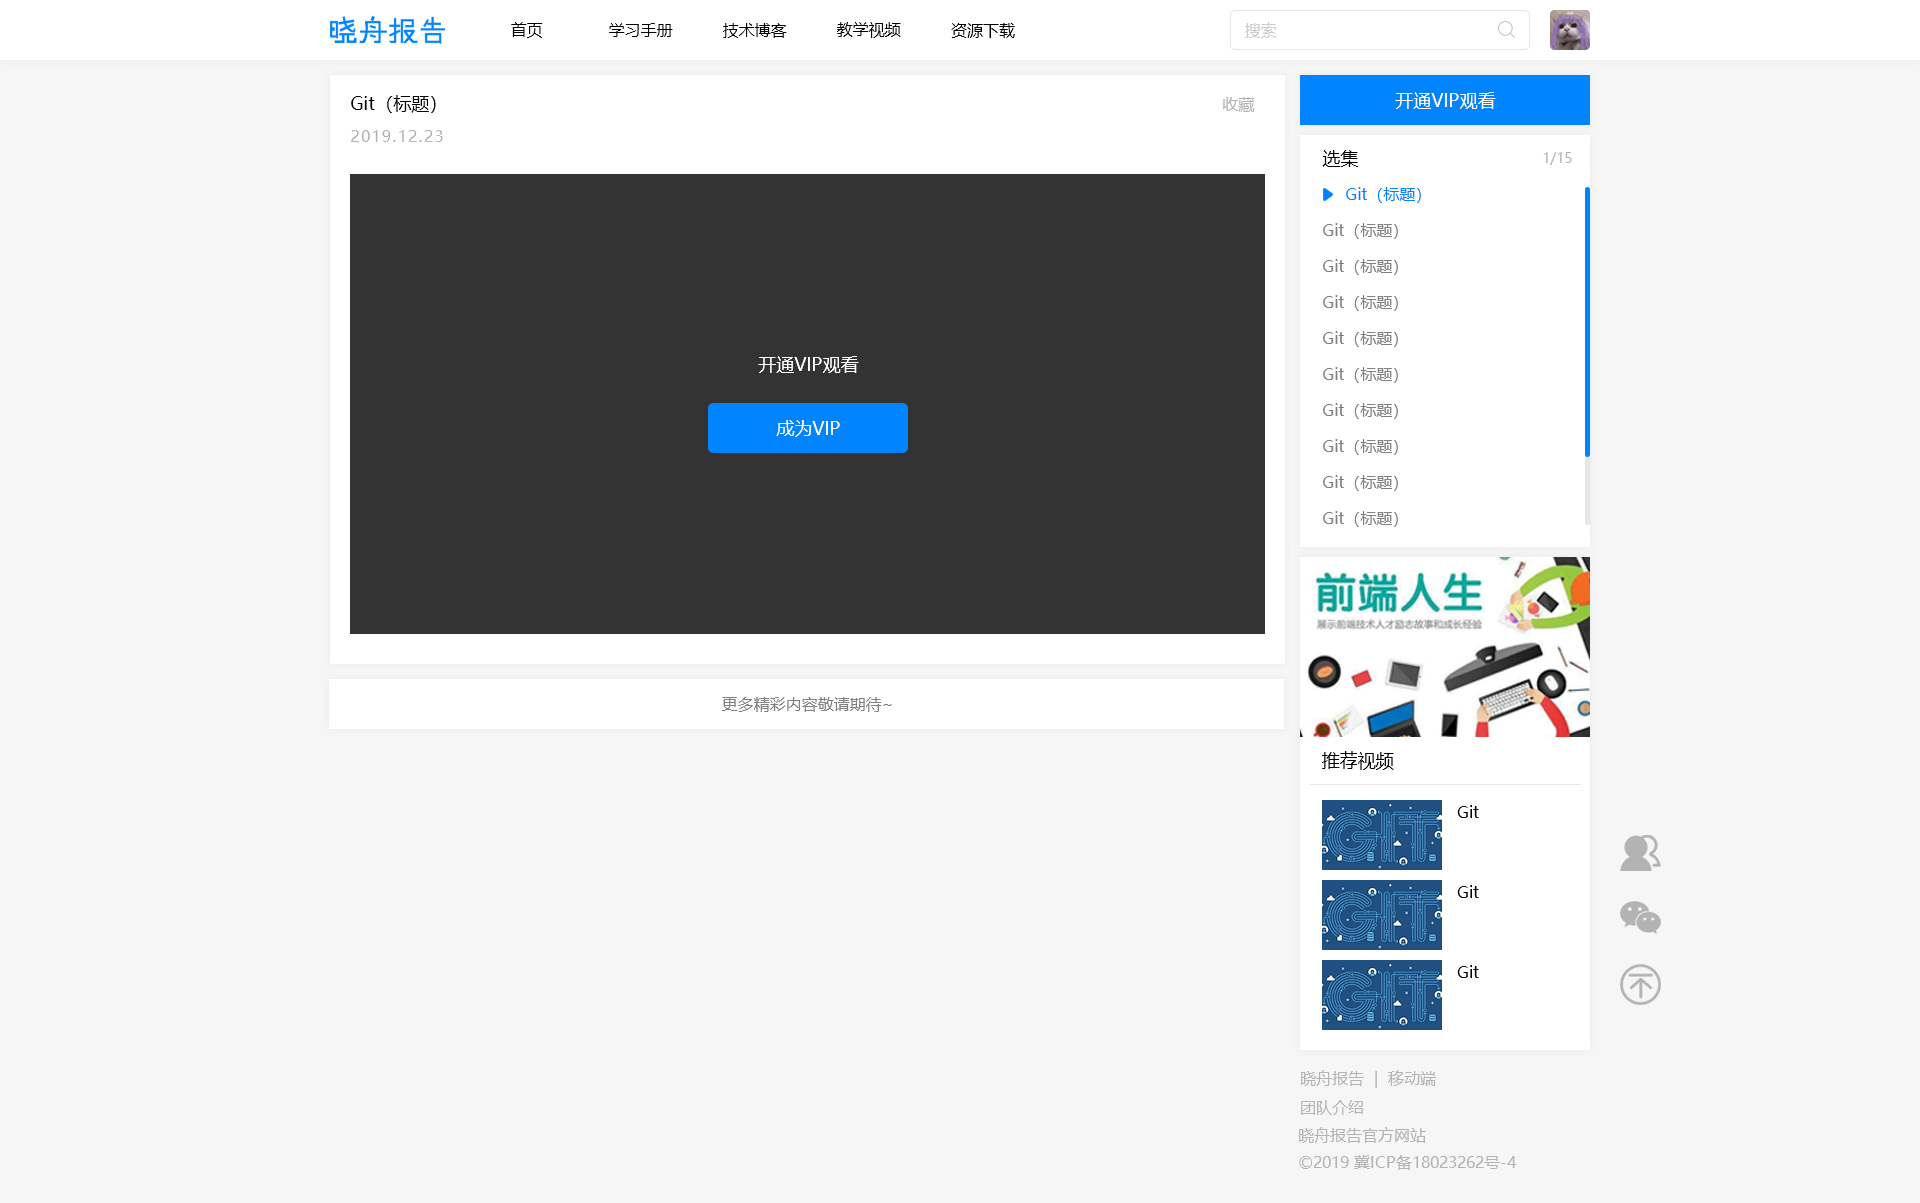 晓舟报告
首页
学习手册
技术博客
教学视频
资源下载
搜索
Git（标题）
收藏
2019.12.23
开通VIP观看
成为VIP
更多精彩内容敬请期待~
开通VIP观看
选集
1/15
Git（标题）
Git（标题）
Git（标题）
Git（标题）
Git（标题）
Git（标题）
Git（标题）
Git（标题）
Git（标题）
Git（标题）
前端人生
展示前端技术人才励志故事和成长经验
推荐视频
GIT
Git
GIT
Git
GIT
Git
晓舟报告 | 移动端
团队介绍
晓舟报告官方网站
©2019 冀ICP备18023262号-4